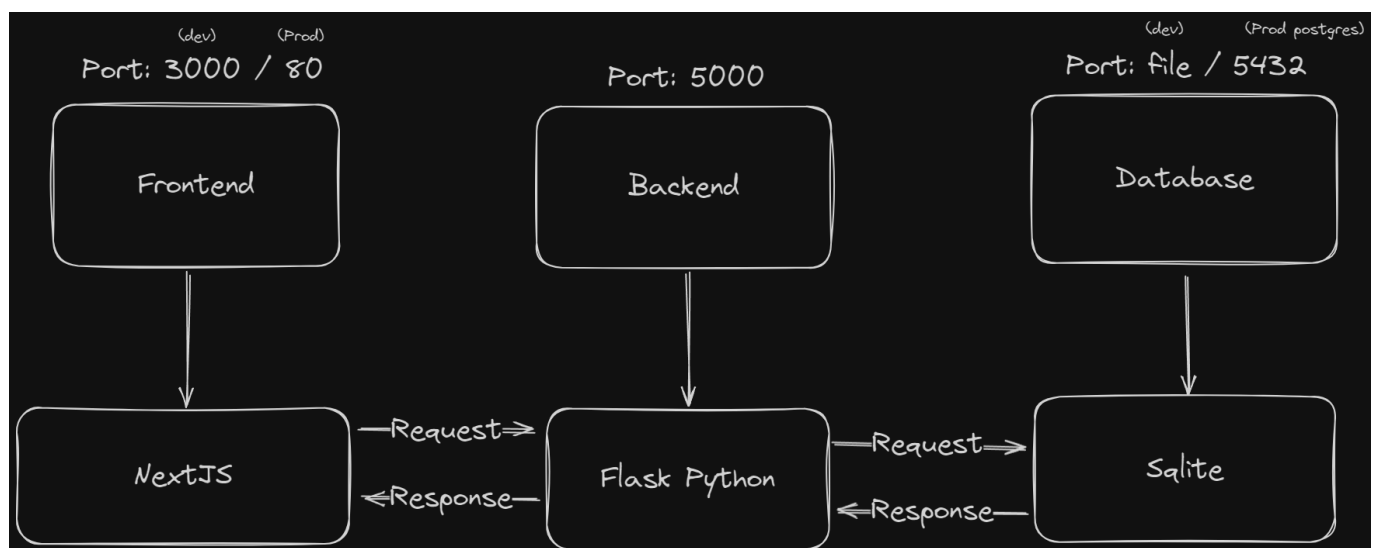 (dev) (Prod)
Port: 3000 / 80
Frontend
NextJS
Port: 5000
Backend
Flask Python
(dev) (Prod postgres)
Port: file / 5432
Database
Sqlite
Request
Response
Request
Response